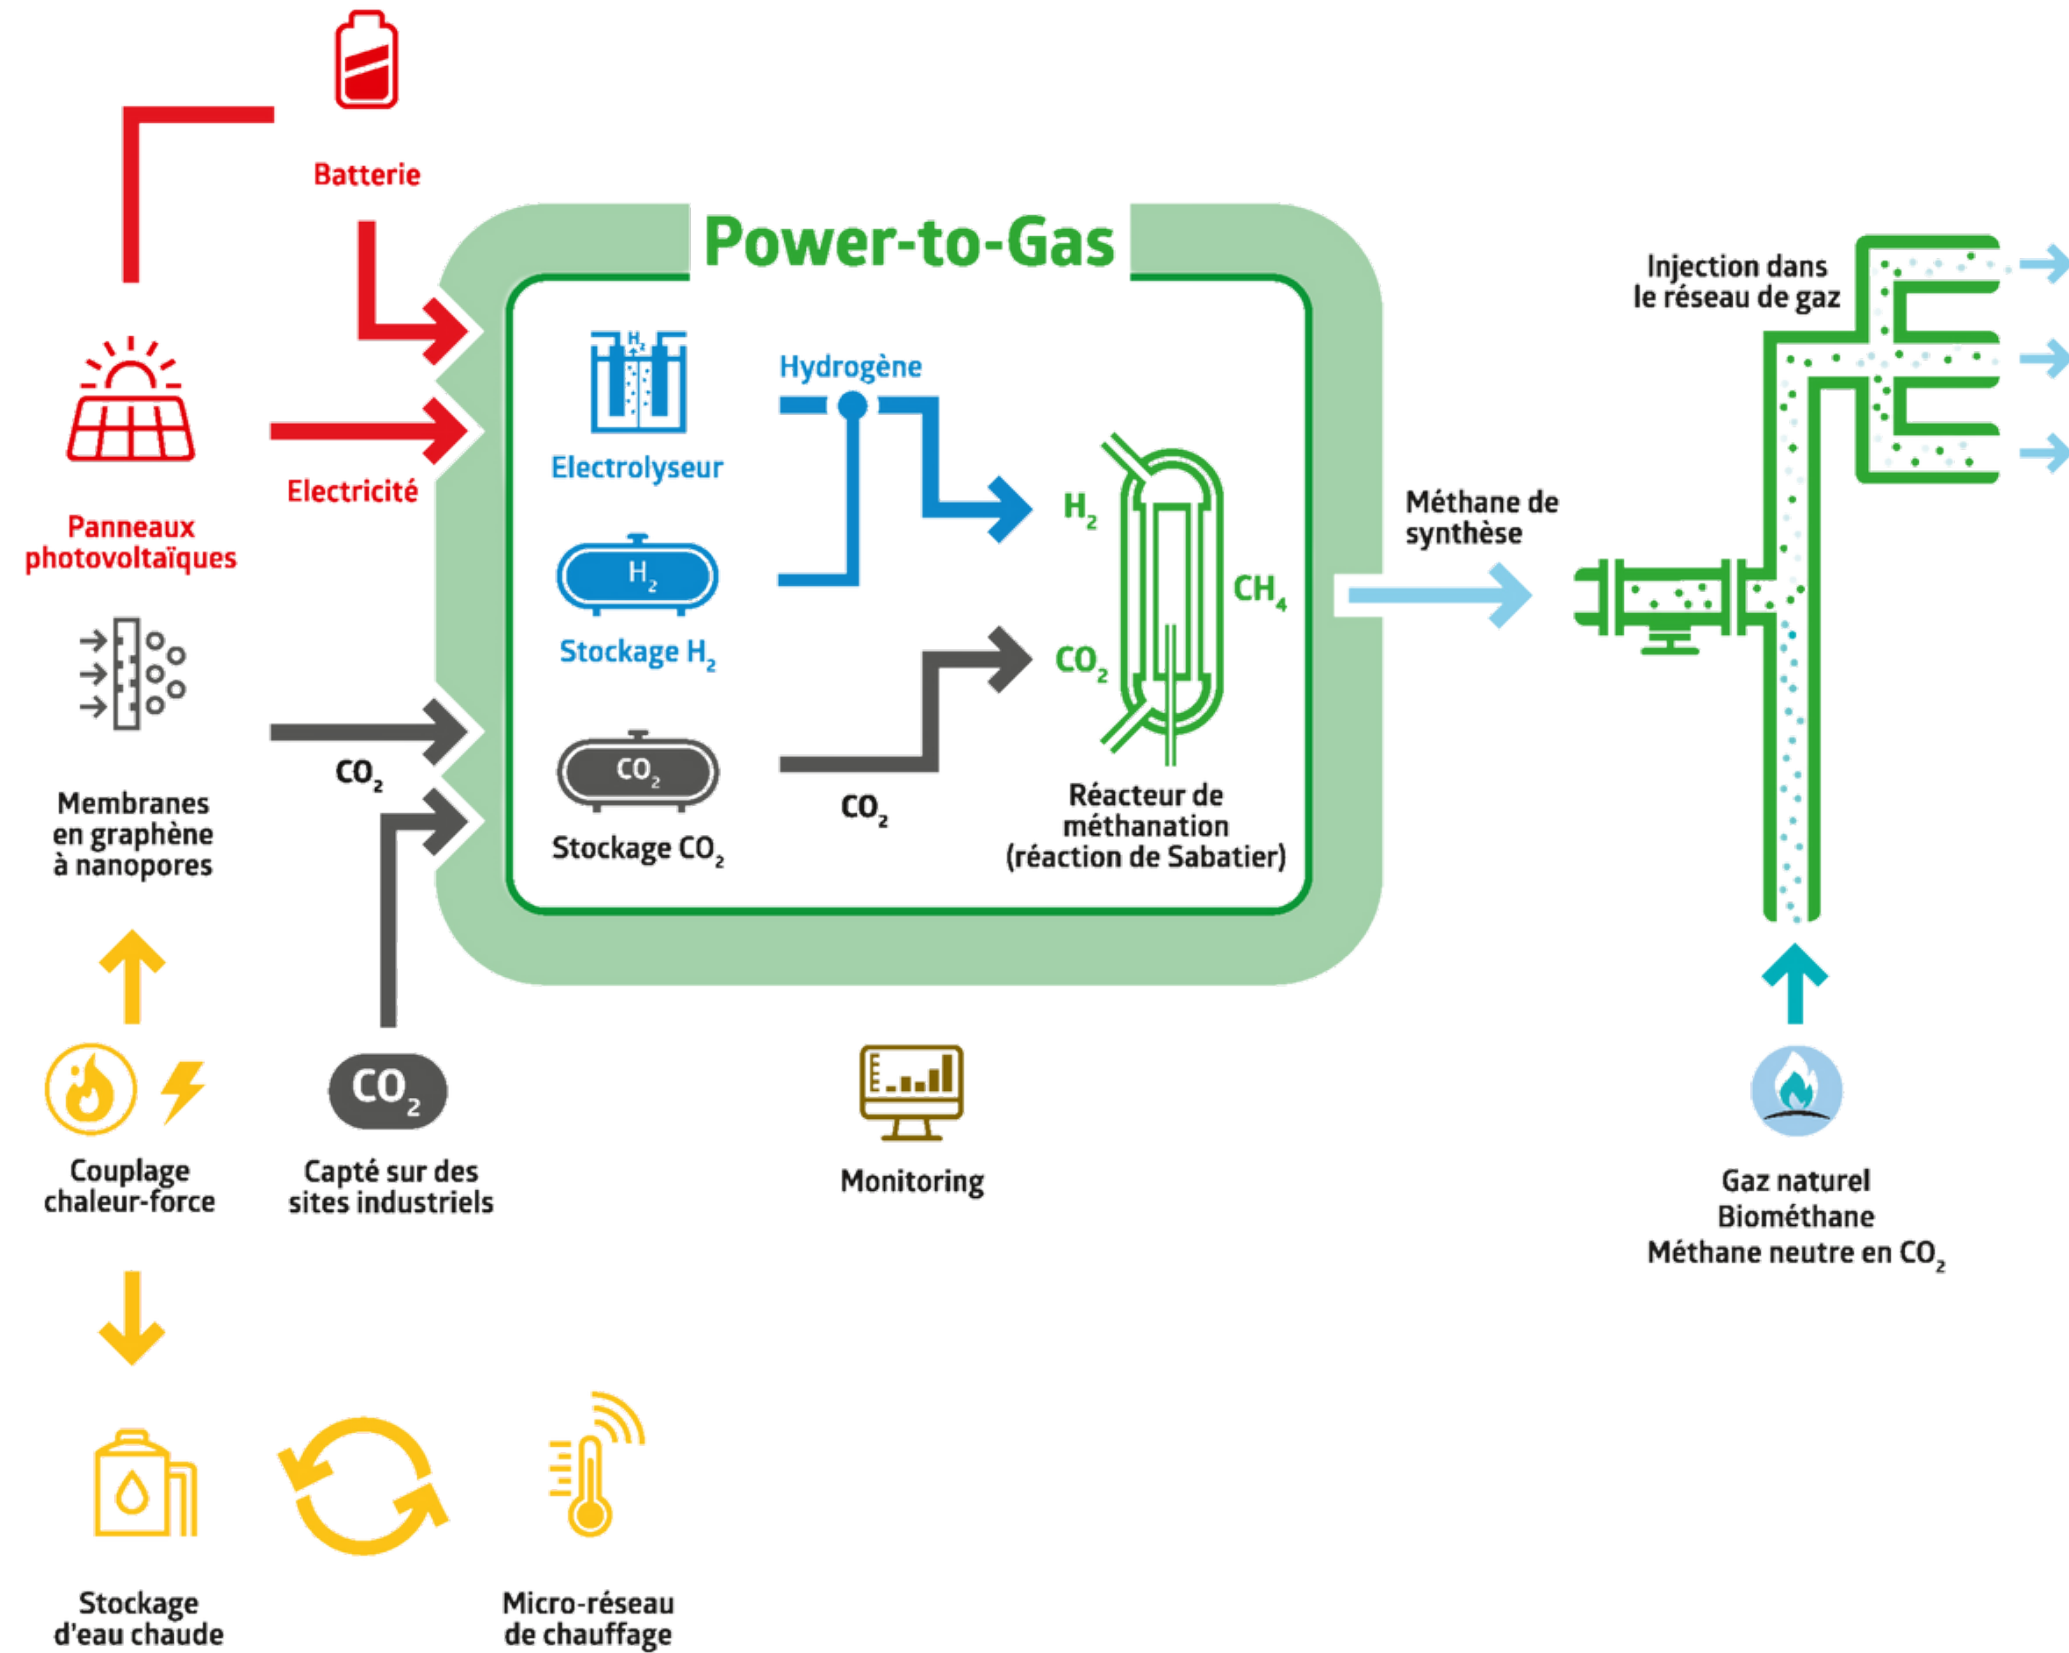 Batterie
Power-to-Gas
Injection dans
le réseau de gaz
H₂
Hydrogène
Electrolyseur
Electricité
Panneaux
photovoltaïques
H₂
Méthane de
synthèse
H₂
CH₄
Stockage H₂
CO₂
CO₂
CO₂
CO₂
Membranes
en graphène
à nanopores
Stockage CO₂
Réacteur de
méthanation
(réaction de Sabatier)
CO₂
Couplage
chaleur-force
Capté sur des
sites industriels
Monitoring
Gaz naturel
Biométhane
Méthane neutre en CO₂
Stockage
d'eau chaude
Micro-réseau
de chauffage